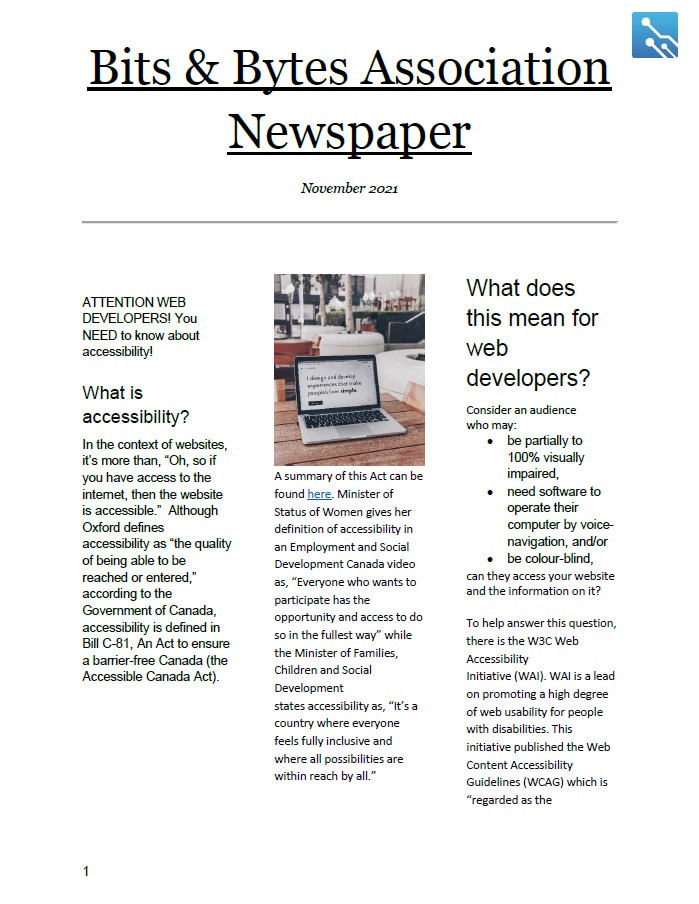 Bits & Bytes Association
Newspaper
November 2021
ATTENTION WEB
DEVELOPERS! You
NEED to know about
accessibility!
What is
accessibility?
In the context of websites,
it’s more than, “Oh, so if
you have access to the
internet, then the website
is accessible.”  Although
Oxford defines
accessibility as “the quality
of being able to be
reached or entered,”
according to the
Government of Canada,
accessibility is defined in
Bill C-81, An Act to ensure
a barrier-free Canada (the
Accessible Canada Act).
I design and develop
experiences that make
people's lives simple.
A summary of this Act can be
found here. Minister of
Status of Women gives her
definition of accessibility in
an Employment and Social
Development Canada video
as, “Everyone who wants to
participate has the
opportunity and access to do
so in the fullest way” while
the Minister of Families,
Children and Social
Development
states accessibility as, “It’s a
country where everyone
feels fully inclusive and
where all possibilities are
within reach by all.”
What does
this mean for
web
developers?
Consider an audience
who may:
• be partially to
100% visually
impaired,
• need software to
operate their
computer by voice-
navigation, and/or
• be colour-blind,
can they access your website
and the information on it?
To help answer this question,
there is the W3C Web
Accessibility
Initiative (WAI). WAI is a lead
on promoting a high degree
of web usability for people
with disabilities. This
initiative published the Web
Content Accessibility
Guidelines (WCAG) which is
“regarded as the
1